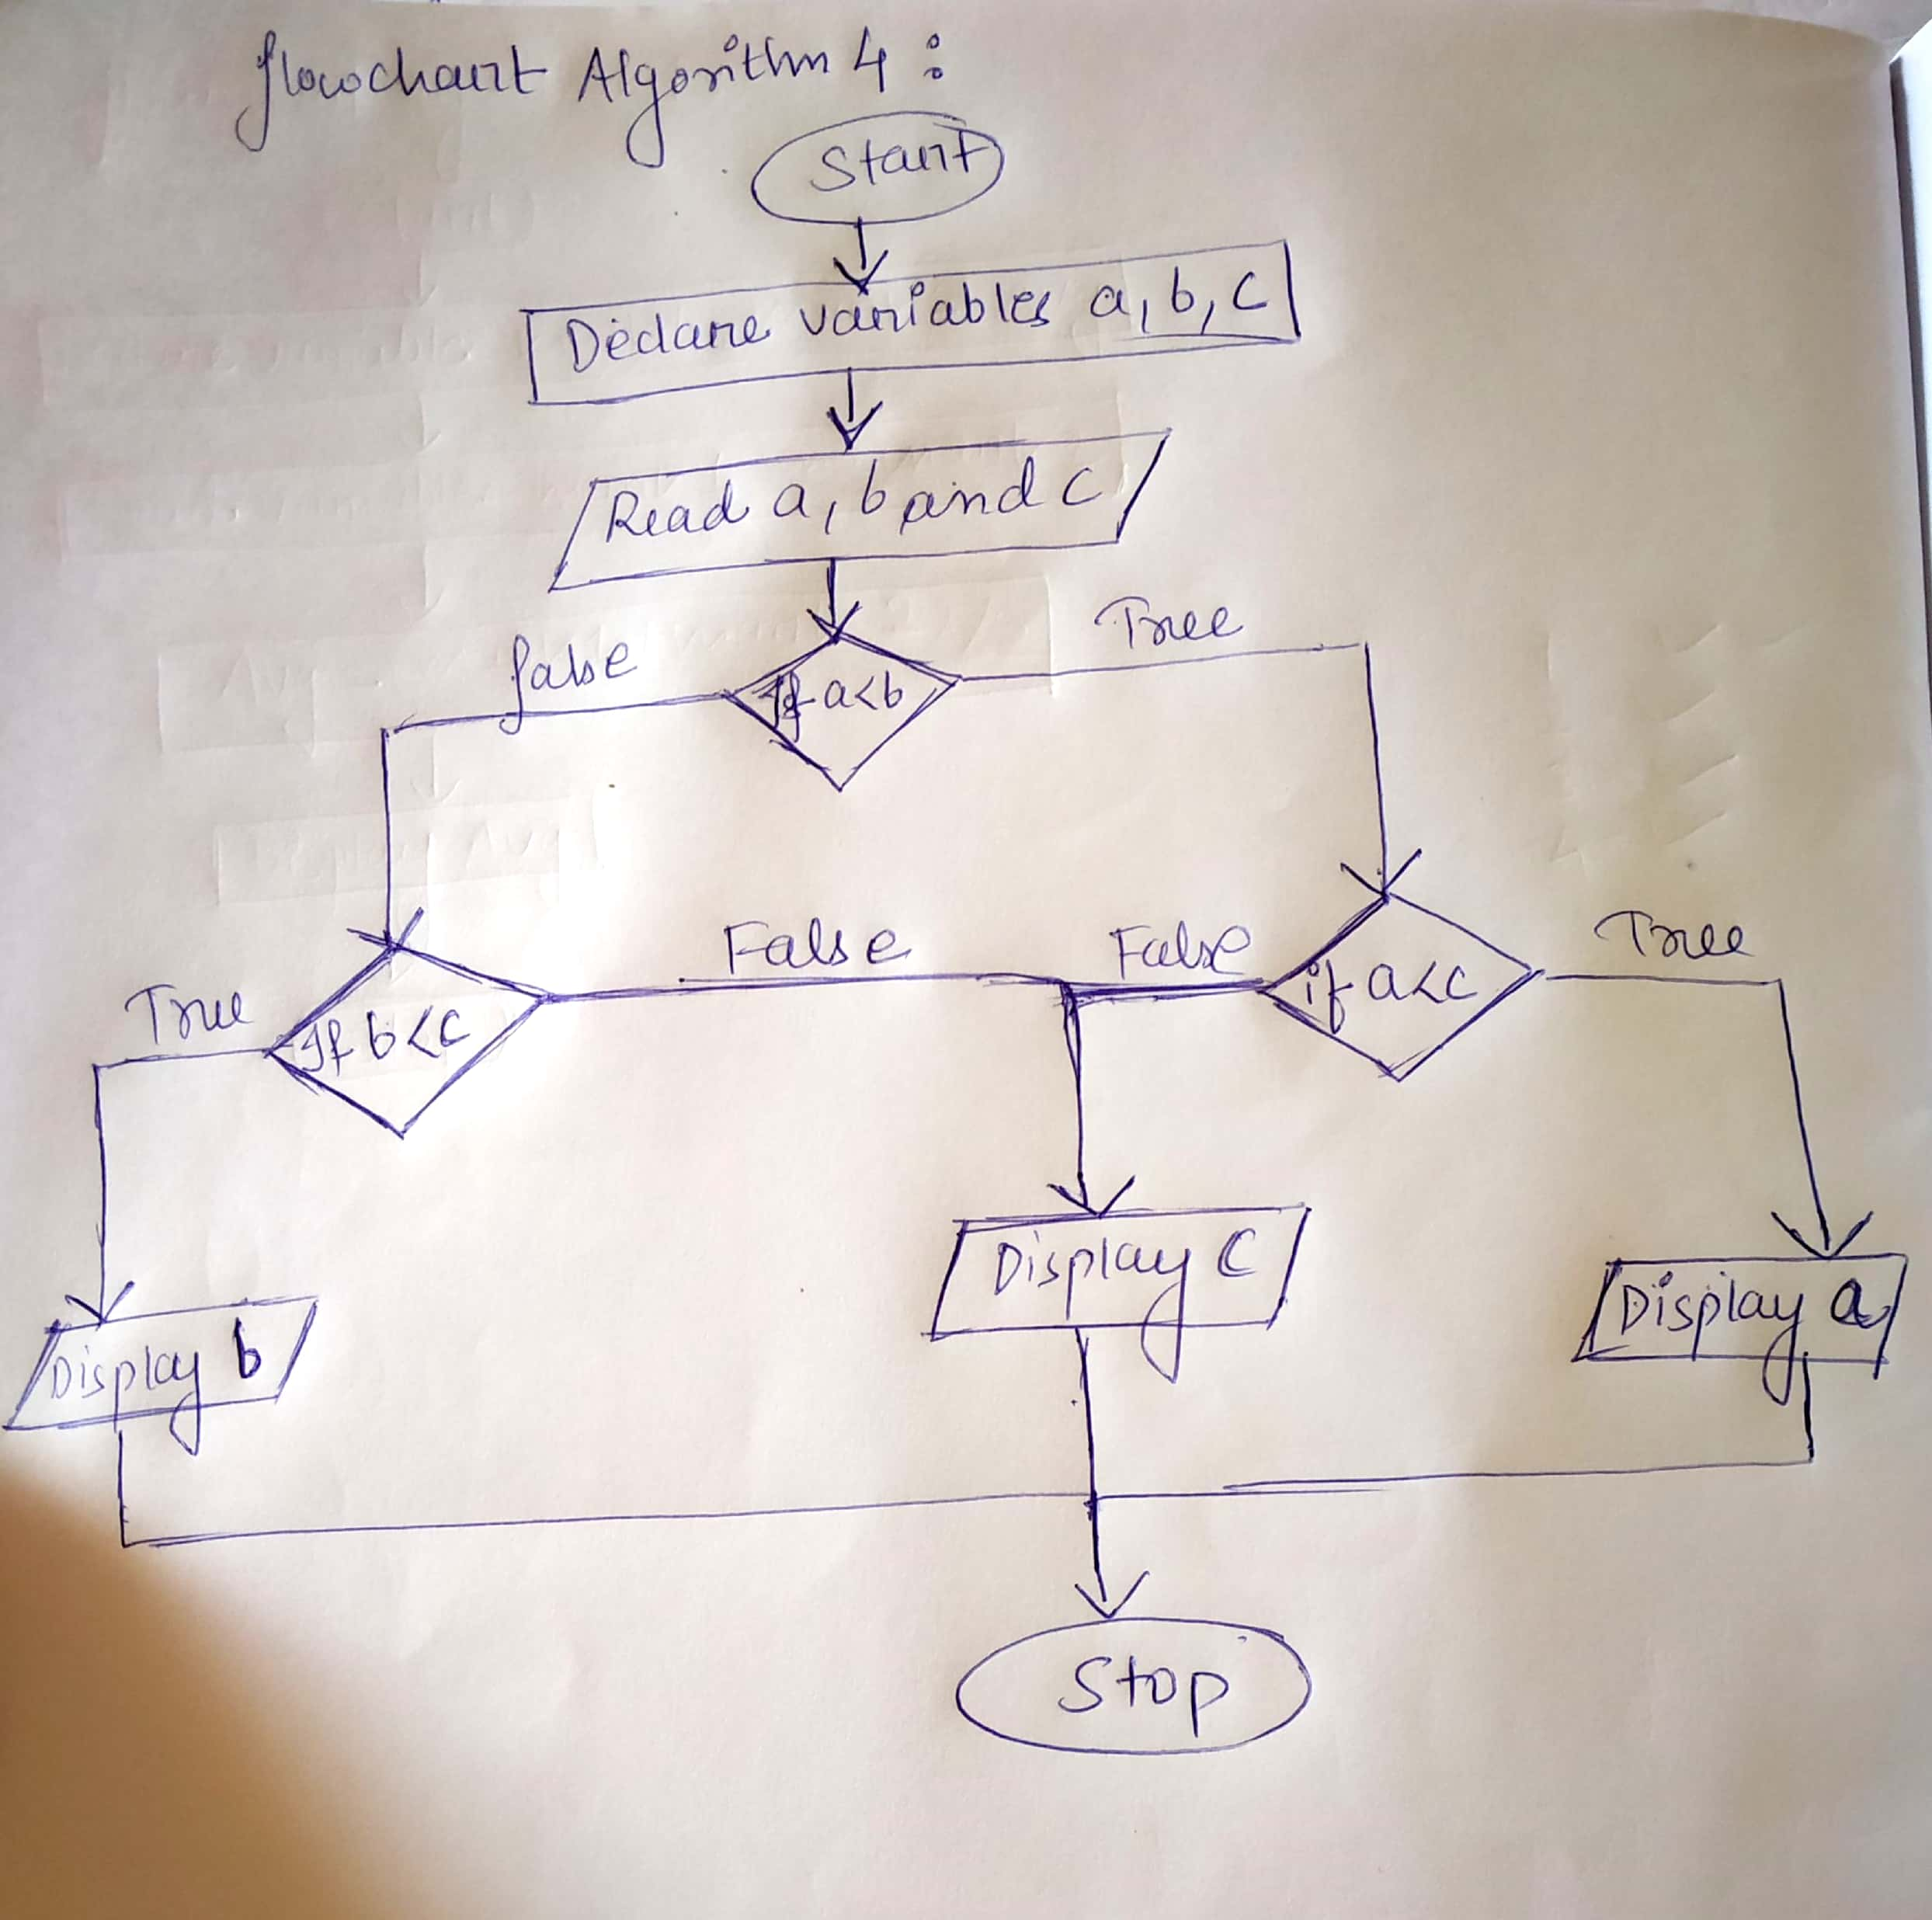 flowchart Algorithm 4 :
Start
Declare variables a, b, c
Read a, b and c
false
True
If a<b
False
False
True
True
If b<c
if a<c
Display c
Display a
Display b
Stop